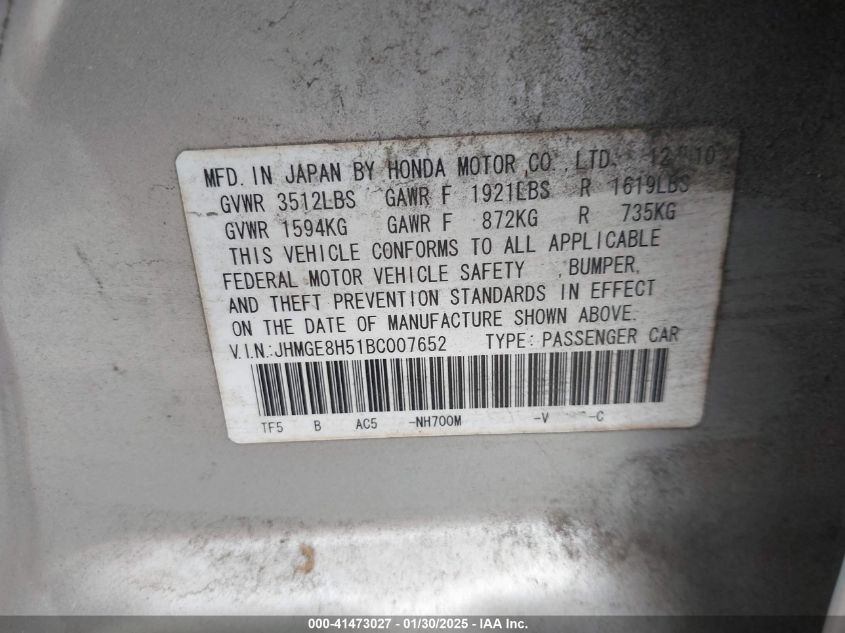 MFD. IN JAPAN BY HONDA MOTOR CO., LTD. 12/10
GVWR 3512LBS GAWR F 1921LBS R 1619LBS
GVWR 1594KG GAWR F 872KG R 735KG
THIS VEHICLE CONFORMS TO ALL APPLICABLE
FEDERAL MOTOR VEHICLE SAFETY , BUMPER,
AND THEFT PREVENTION STANDARDS IN EFFECT
ON THE DATE OF MANUFACTURE SHOWN ABOVE.
V.I.N.:JHMGE8H51BC007652 TYPE: PASSENGER CAR
TF5 B AC5 -NH700M -V -C
000-41473027 - 01/30/2025 - IAA Inc.